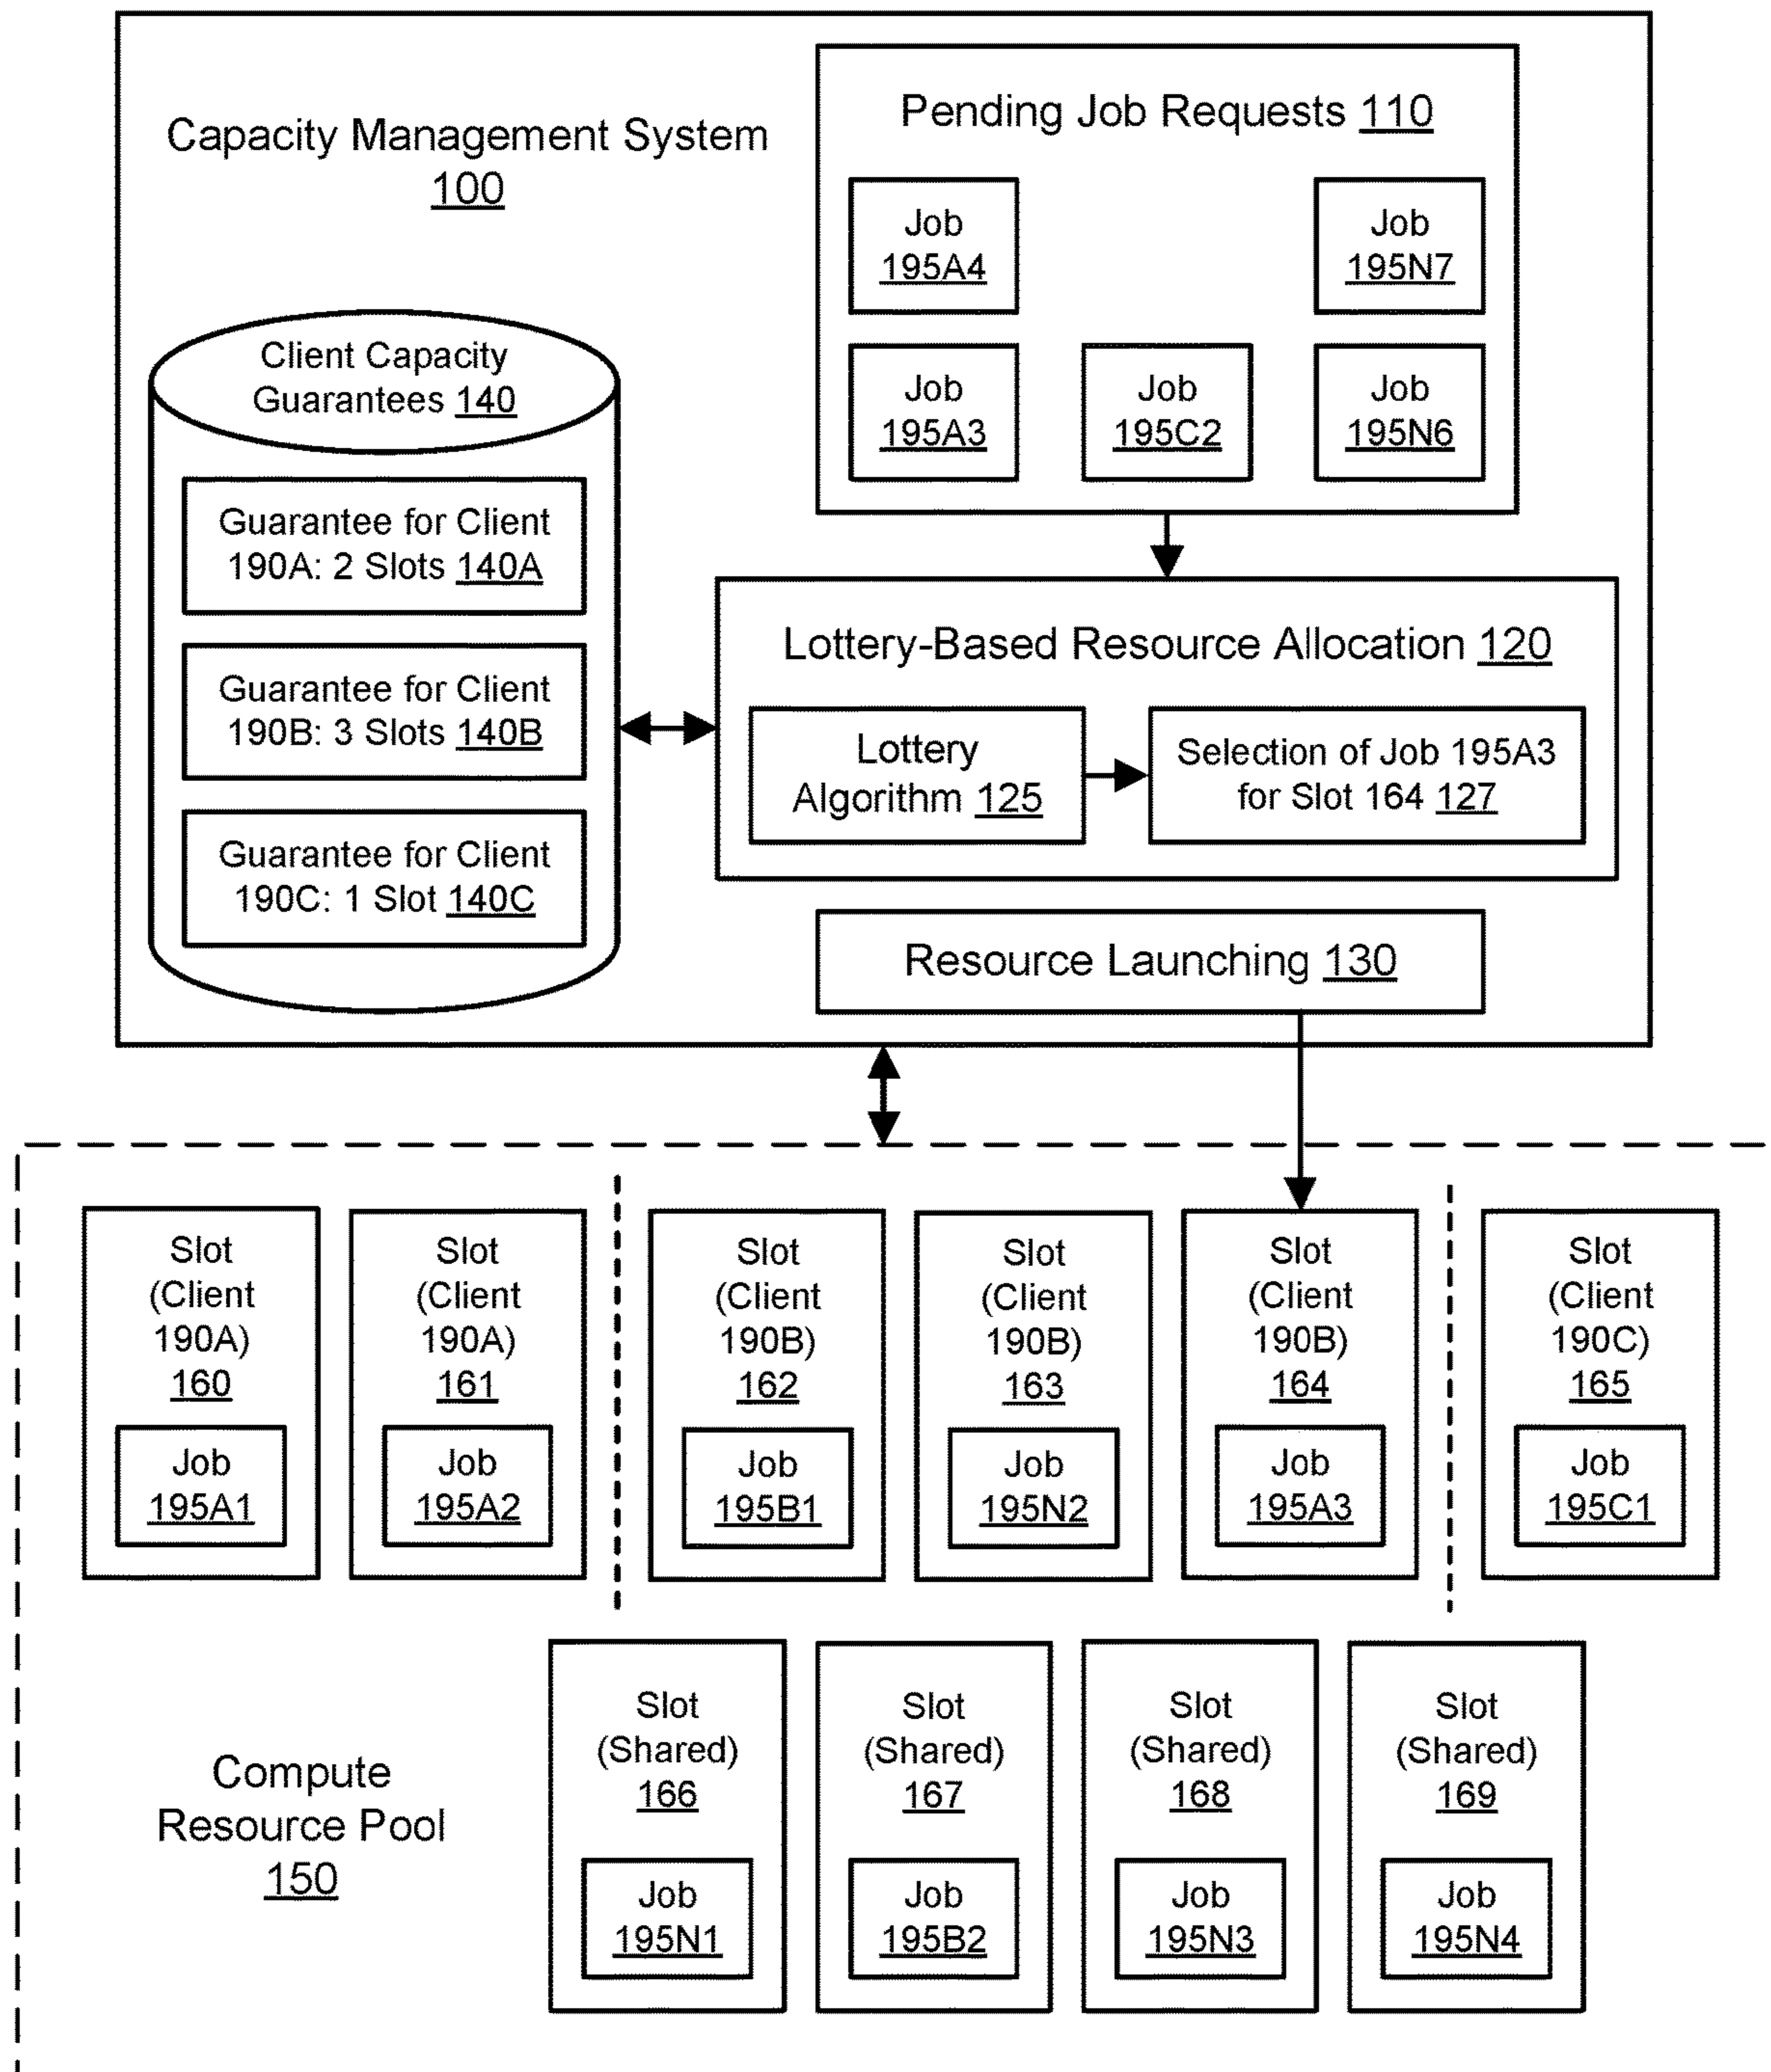 Capacity Management System
100
Pending Job Requests 110
Job
195A4
Job
195N7
Job
195A3
Job
195C2
Job
195N6
Client Capacity
Guarantees 140
Guarantee for Client
190A: 2 Slots 140A
Guarantee for Client
190B: 3 Slots 140B
Guarantee for Client
190C: 1 Slot 140C
Lottery-Based Resource Allocation 120
Lottery
Algorithm 125
Selection of Job 195A3
for Slot 164 127
Resource Launching 130
Slot
(Client
190A)
160
Job
195A1
Slot
(Client
190A)
161
Job
195A2
Slot
(Client
190B)
162
Job
195B1
Slot
(Client
190B)
163
Job
195N2
Slot
(Client
190B)
164
Job
195A3
Slot
(Client
190C)
165
Job
195C1
Compute
Resource Pool
150
Slot
(Shared)
166
Job
195N1
Slot
(Shared)
167
Job
195B2
Slot
(Shared)
168
Job
195N3
Slot
(Shared)
169
Job
195N4